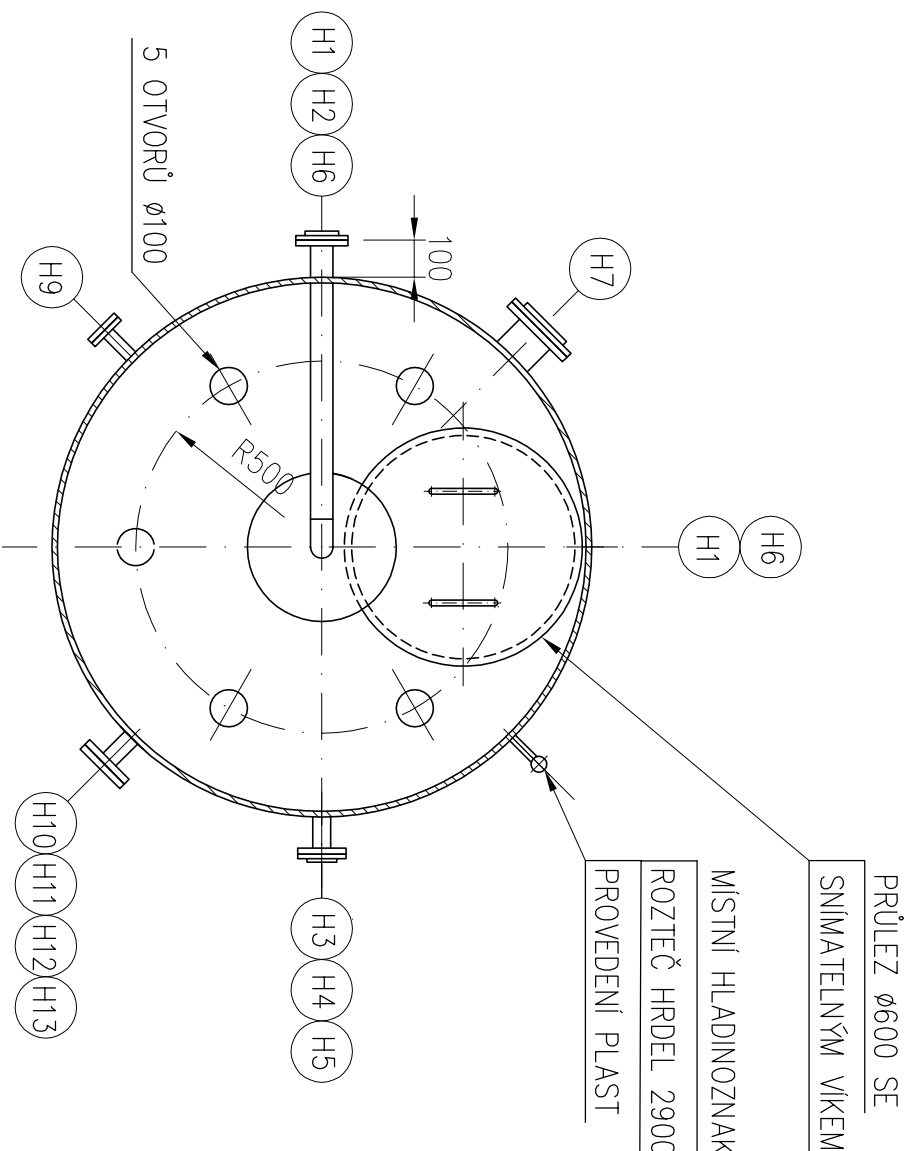 PRŮLEZ Ø600 SE
SNÍMATELNÝM VÍKEM
MÍSTNÍ HLADINOZNAK
ROZTEČ HRDEL 2900
PROVEDENÍ PLAST
H6
H1
H7
100
H1 H2 H6
H3 H4 H5
R500
5 OTVORŮ Ø100
H9
H10 H11 H12 H13